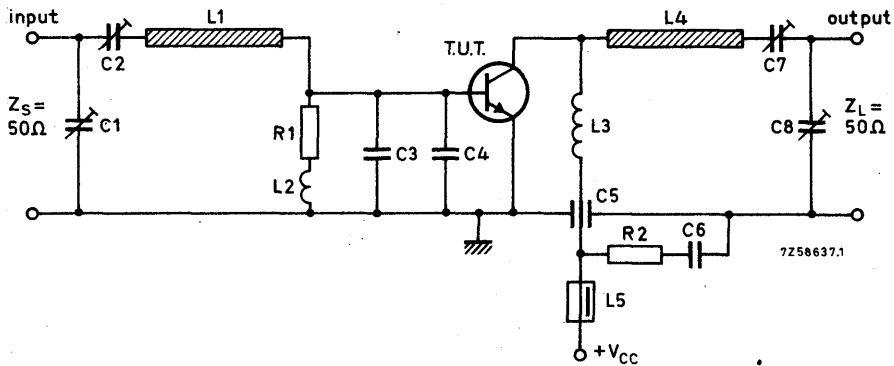 input
C2
L1
T.U.T.
L4
C7
output
Z_S =
50Ω
C1
R1
L2
C3
C4
L3
C5
C8
Z_L =
50Ω
R2
C6
7Z58637.1
L5
+V_CC